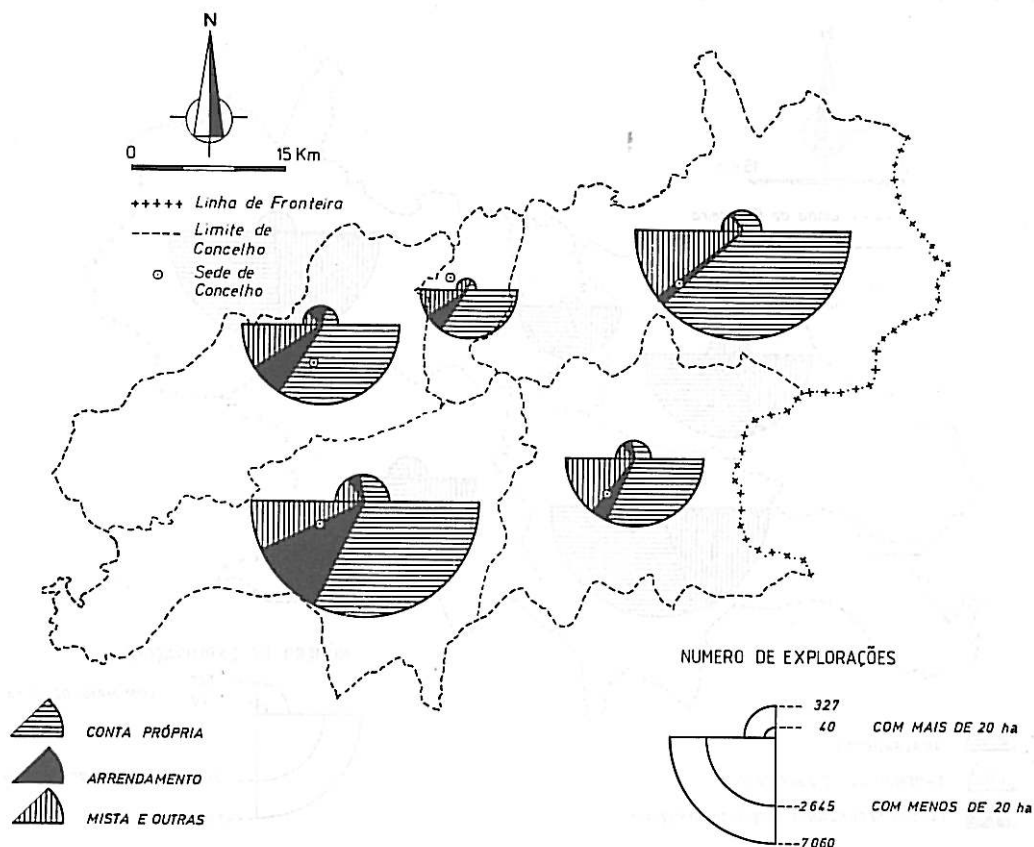 N
0 15 Km
Linha de Fronteira
Limite de
Concelho
Sede de
Concelho
NUMERO DE EXPLORAÇÕES
327
40 COM MAIS DE 20 ha
2645 COM MENOS DE 20 ha
7060
CONTA PRÓPRIA
ARRENDAMENTO
MISTA E OUTRAS